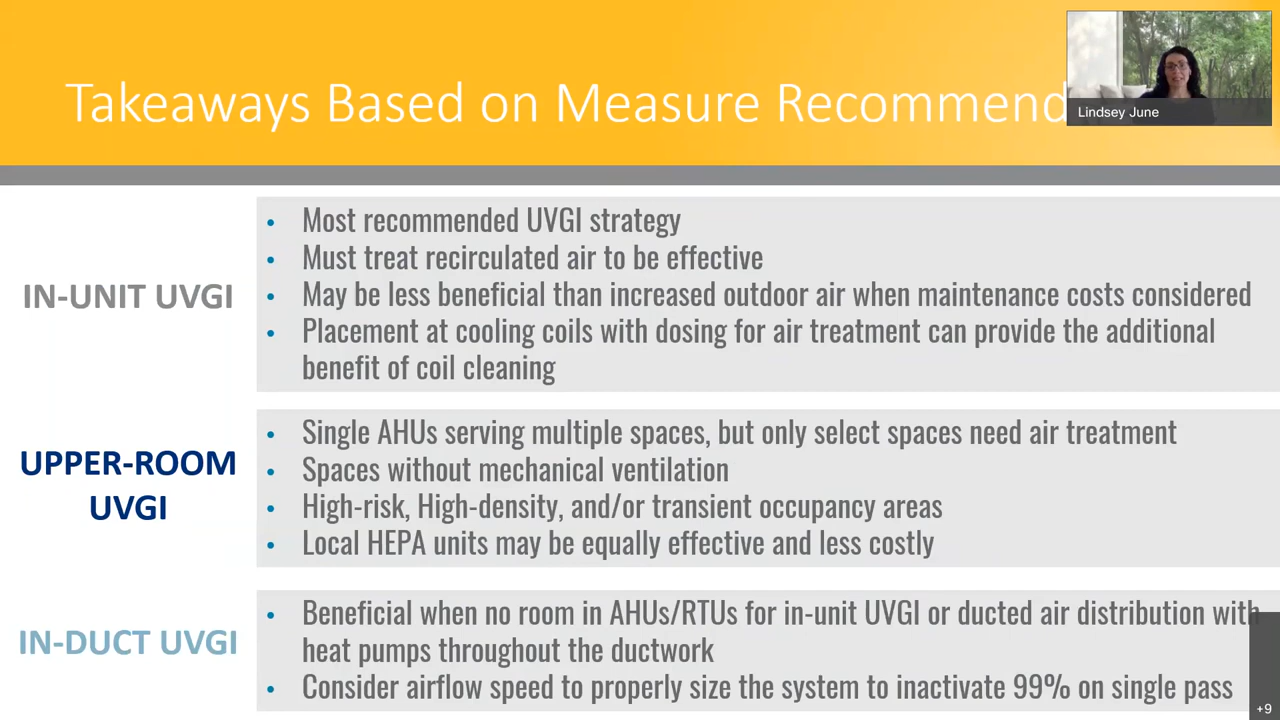 Takeaways Based on Measure Recommend
Lindsey June
IN-UNIT UVGI
• Most recommended UVGI strategy
• Must treat recirculated air to be effective
• May be less beneficial than increased outdoor air when maintenance costs considered
• Placement at cooling coils with dosing for air treatment can provide the additional
benefit of coil cleaning
UPPER-ROOM
UVGI
• Single AHUs serving multiple spaces, but only select spaces need air treatment
• Spaces without mechanical ventilation
• High-risk, High-density, and/or transient occupancy areas
• Local HEPA units may be equally effective and less costly
IN-DUCT UVGI
• Beneficial when no room in AHUs/RTUs for in-unit UVGI or ducted air distribution with
heat pumps throughout the ductwork
• Consider airflow speed to properly size the system to inactivate 99% on single pass
+9